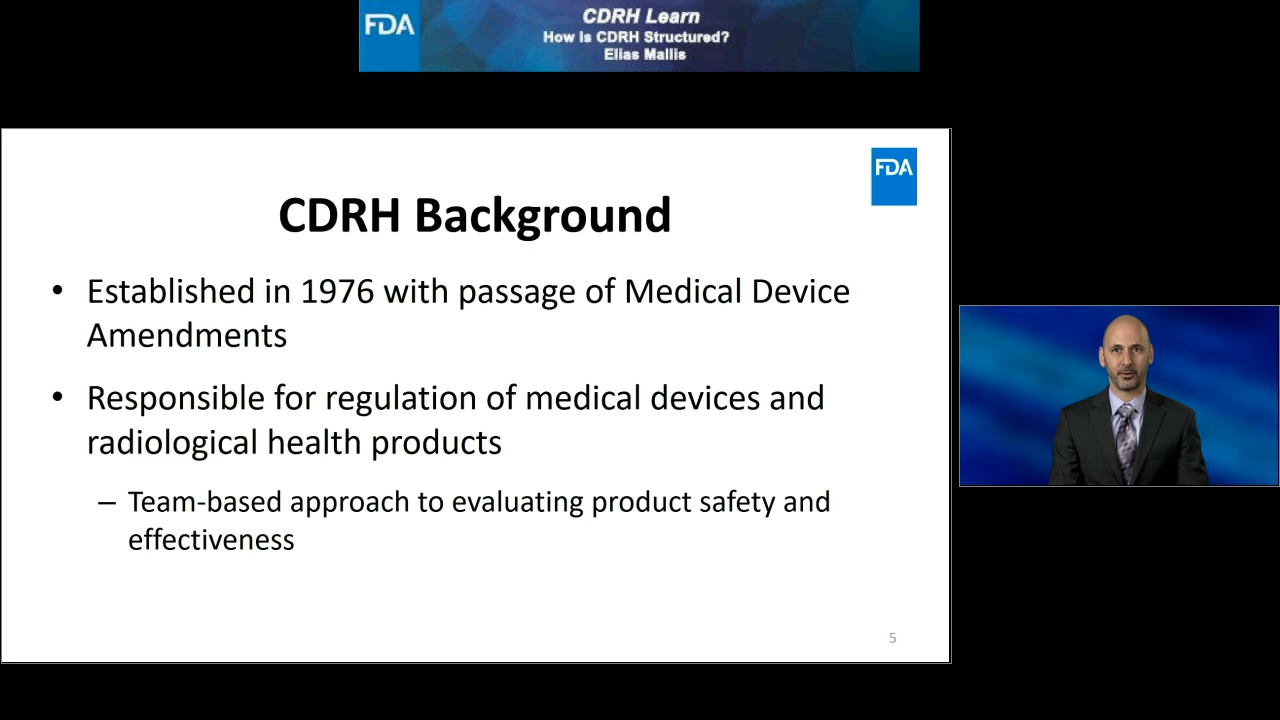 FDA
CDRH Learn
How Is CDRH Structured?
Elias Mallis
FDA
CDRH Background
• Established in 1976 with passage of Medical Device
Amendments
• Responsible for regulation of medical devices and
radiological health products
– Team-based approach to evaluating product safety and
effectiveness
5